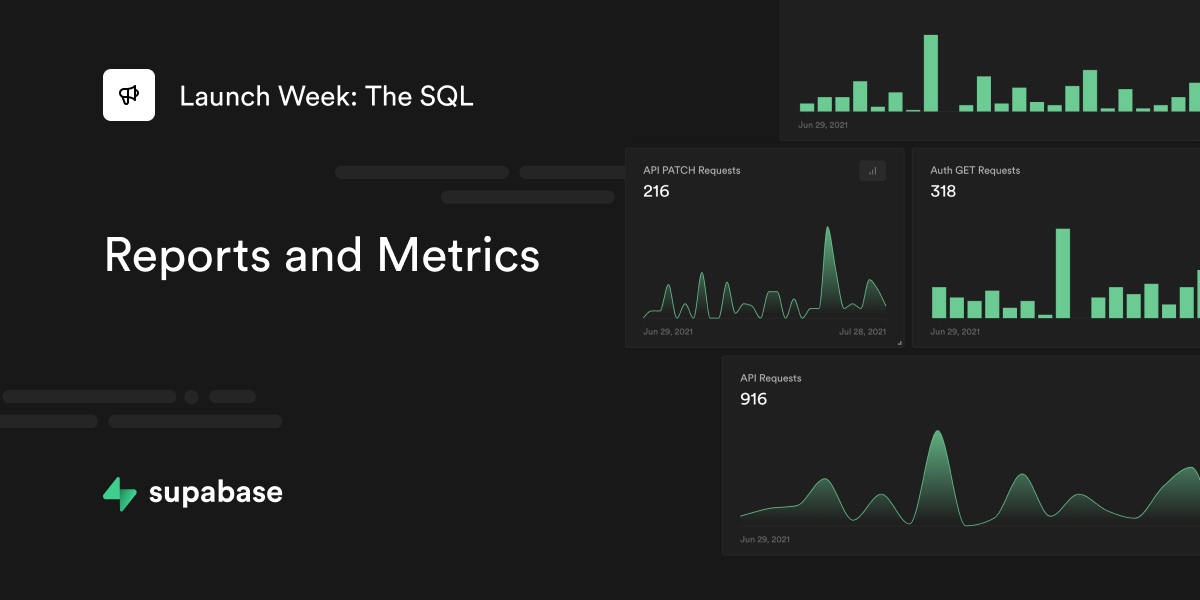 Launch Week: The SQL
Reports and Metrics
supabase
Jun 29, 2021
API PATCH Requests
216
Jun 29, 2021 Jul 28, 2021
Auth GET Requests
318
Jun 29, 2021
API Requests
916
Jun 29, 2021